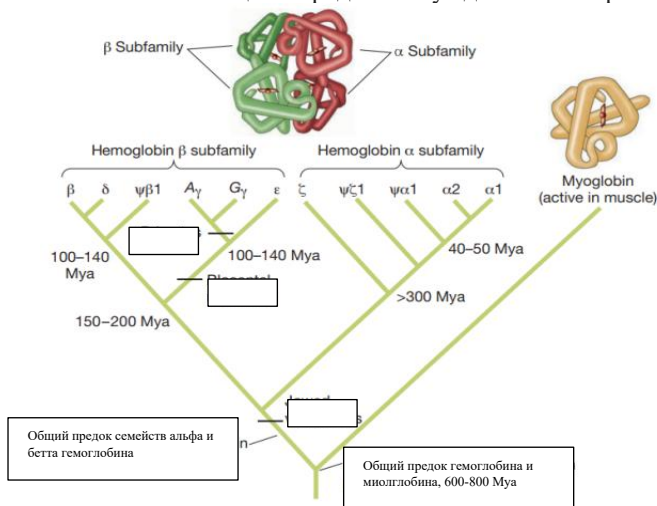 β Subfamily
α Subfamily
Hemoglobin β subfamily
Hemoglobin α subfamily
β δ ψβ1 Aγ Gγ ε ζ ψζ1 ψα1 α2 α1
Myoglobin
(active in muscle)
100–140
Mya
100–140 Mya
40–50 Mya
>300 Mya
150–200 Mya
Общий предок семейств альфа и
бетта гемоглобина
Общий предок гемоглобина и
миолглобина, 600-800 Mya